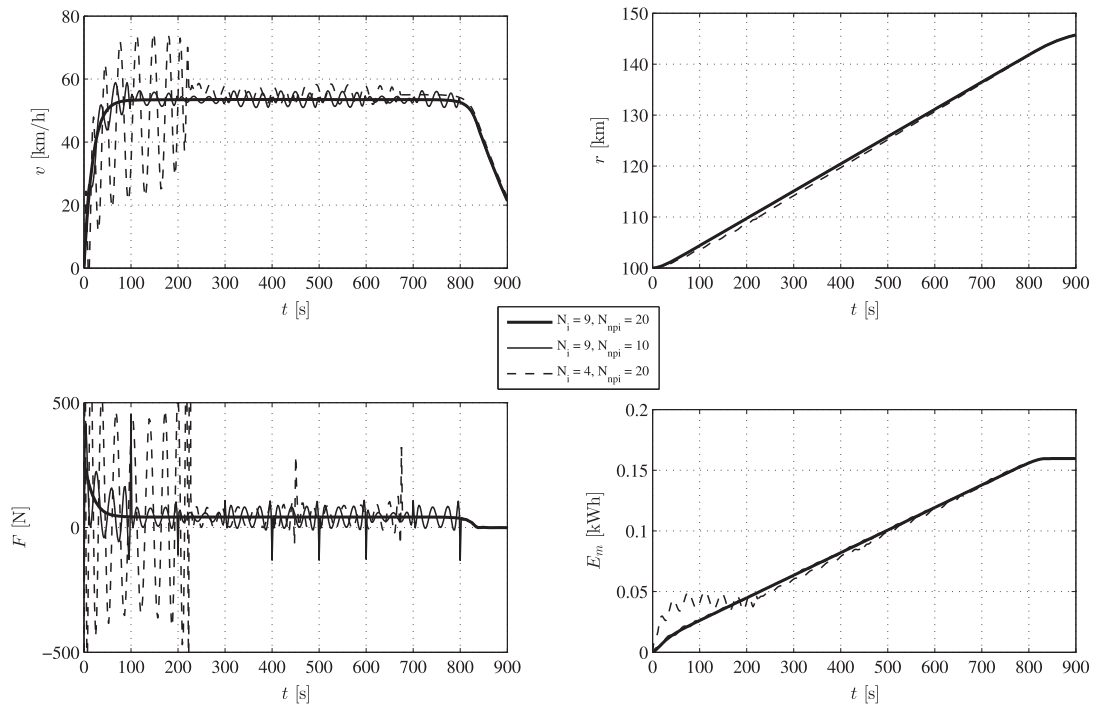 80
60
40
20
0
v [km/h]
0 100 200 300 400 500 600 700 800 900
t [s]
150
140
130
120
110
100
r [km]
0 100 200 300 400 500 600 700 800 900
t [s]
N_i = 9, N_npi = 20
N_i = 9, N_npi = 10
N_i = 4, N_npi = 20
500
0
−500
F [N]
0 100 200 300 400 500 600 700 800 900
t [s]
0.2
0.15
0.1
0.05
0
E_m [kWh]
0 100 200 300 400 500 600 700 800 900
t [s]